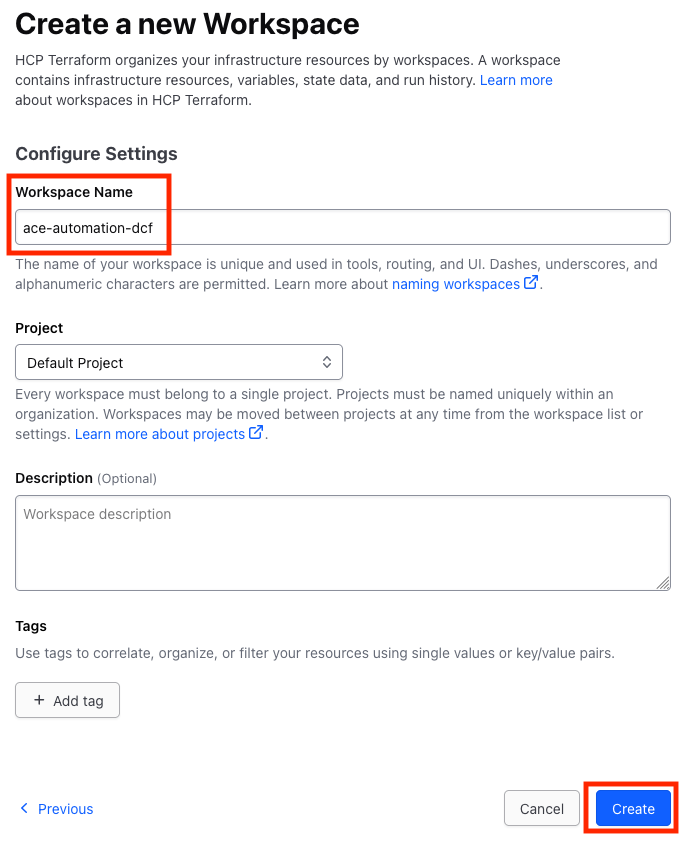 Create a new Workspace
HCP Terraform organizes your infrastructure resources by workspaces. A workspace
contains infrastructure resources, variables, state data, and run history. Learn more
about workspaces in HCP Terraform.
Configure Settings
Workspace Name
ace-automation-dcf
The name of your workspace is unique and used in tools, routing, and UI. Dashes, underscores, and
alphanumeric characters are permitted. Learn more about naming workspaces.
Project
Default Project
Every workspace must belong to a single project. Projects must be named uniquely within an
organization. Workspaces may be moved between projects at any time from the workspace list or
settings. Learn more about projects.
Description (Optional)
Workspace description
Tags
Use tags to correlate, organize, or filter your resources using single values or key/value pairs.
+ Add tag
Previous
Cancel
Create